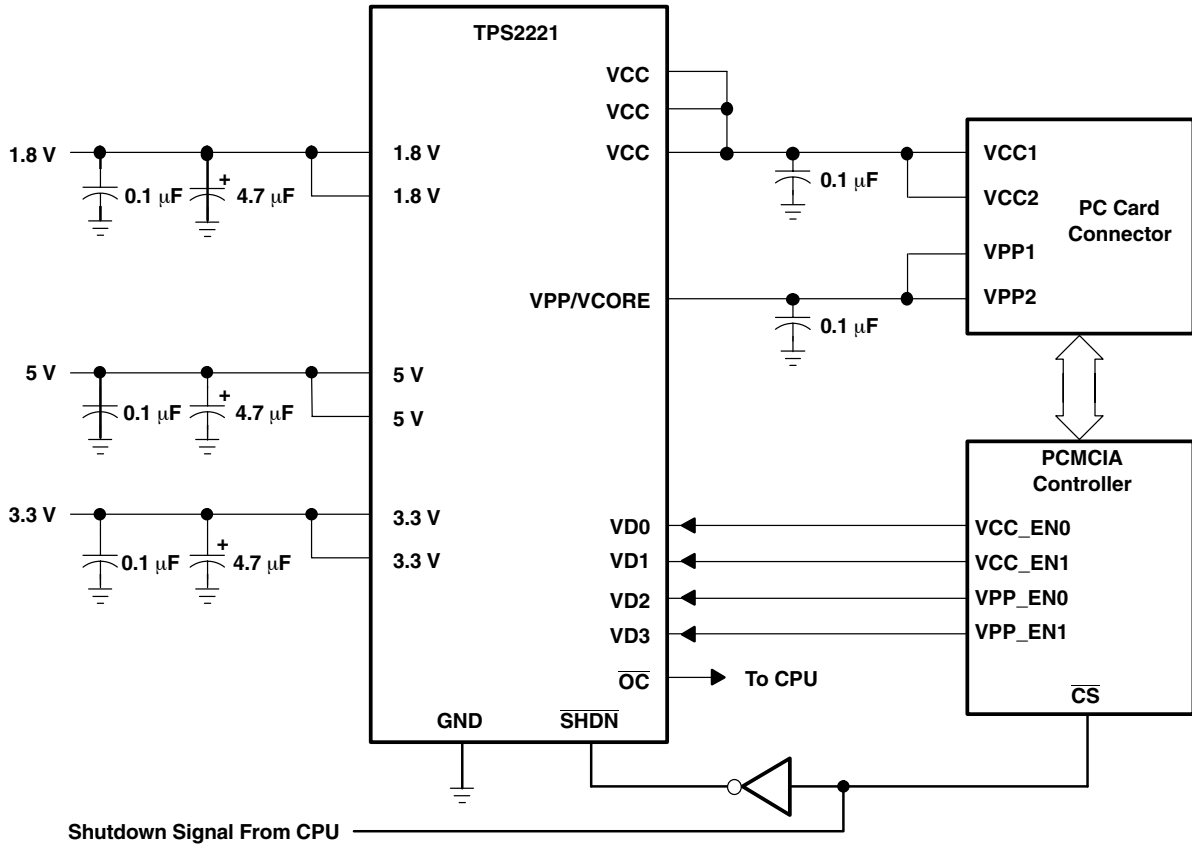 TPS2221
VCC
VCC
VCC
1.8 V
1.8 V
1.8 V
0.1 μF
4.7 μF
+
VPP/VCORE
0.1 μF
0.1 μF
VCC1
VCC2
VPP1
VPP2
PC Card
Connector
5 V
5 V
5 V
0.1 μF
4.7 μF
+
3.3 V
3.3 V
3.3 V
0.1 μF
4.7 μF
+
VD0
VD1
VD2
VD3
OC
To CPU
GND
SHDN
PCMCIA
Controller
VCC_EN0
VCC_EN1
VPP_EN0
VPP_EN1
CS
Shutdown Signal From CPU